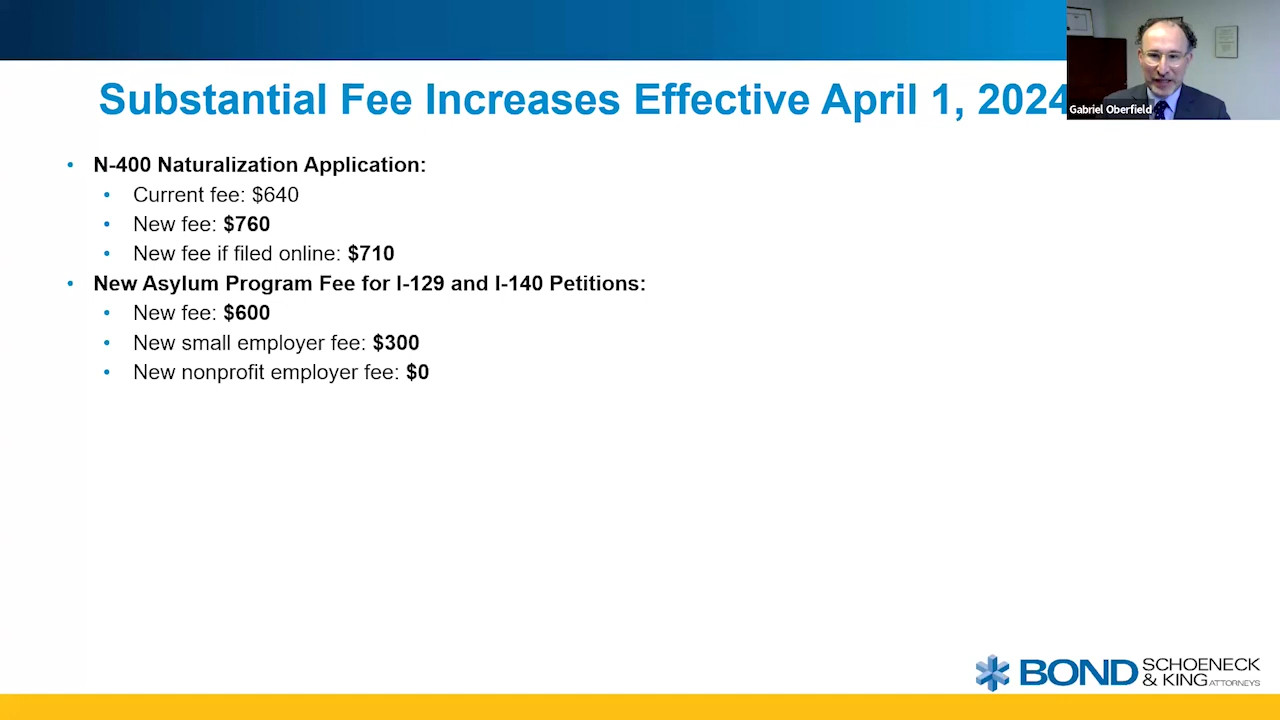 Substantial Fee Increases Effective April 1, 2024
Gabriel Oberfield
• N-400 Naturalization Application:
• Current fee: $640
• New fee: $760
• New fee if filed online: $710
• New Asylum Program Fee for I-129 and I-140 Petitions:
• New fee: $600
• New small employer fee: $300
• New nonprofit employer fee: $0
BOND SCHOENECK
& KING ATTORNEYS